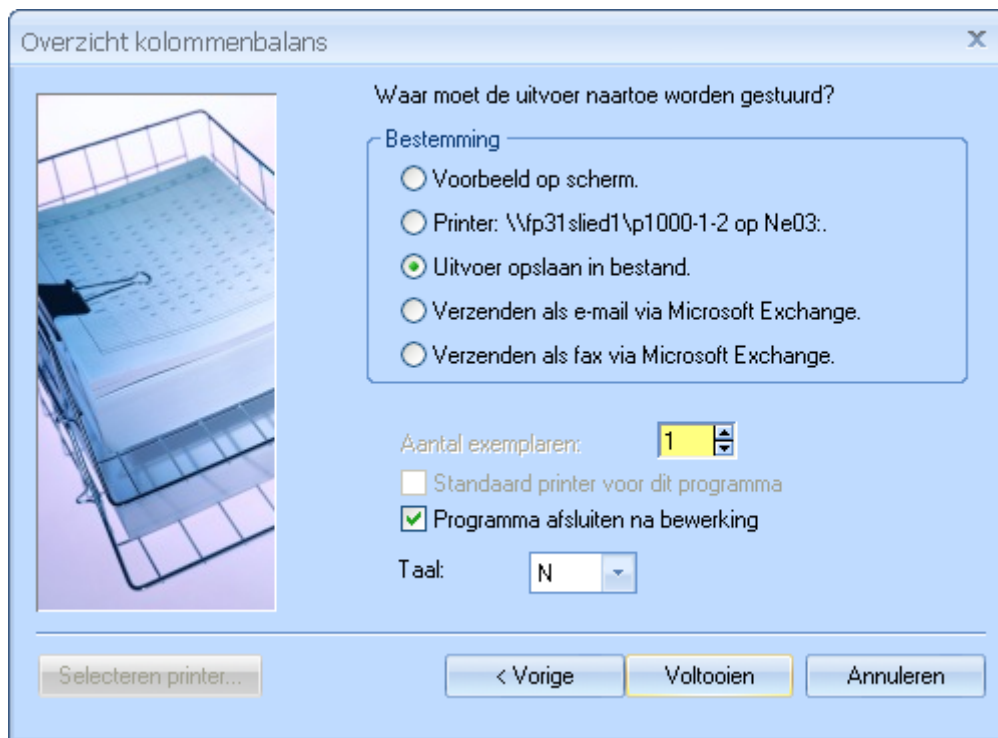 Overzicht kolommenbalans
Waar moet de uitvoer naartoe worden gestuurd?
Bestemming
Voorbeeld op scherm.
Printer: \\fp31slied1\p1000-1-2 op Ne03:.
Uitvoer opslaan in bestand.
Verzenden als e-mail via Microsoft Exchange.
Verzenden als fax via Microsoft Exchange.
Aantal exemplaren: 1
Standaard printer voor dit programma
Programma afsluiten na bewerking
Taal: N
Selecteren printer... < Vorige Voltooien Annuleren